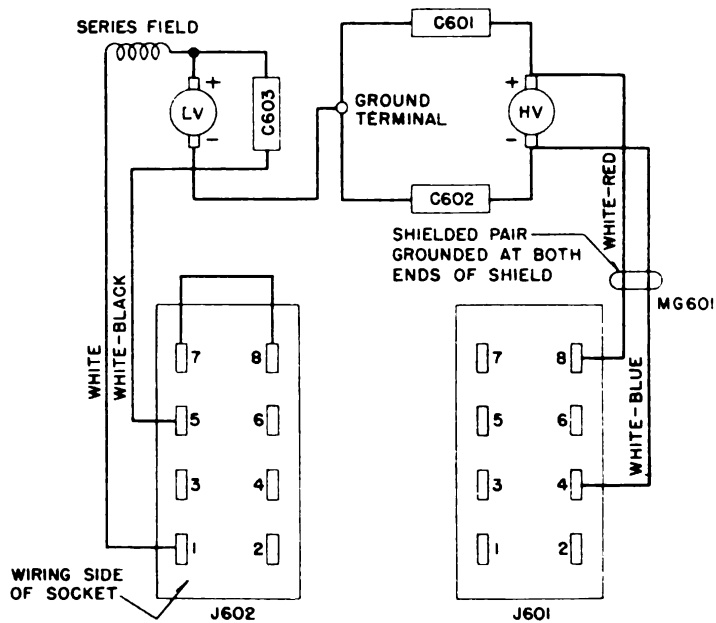 SERIES FIELD
C601
+
LV
-
C603
GROUND
TERMINAL
+
HV
-
C602
WHITE-RED
SHIELDED PAIR
GROUNDED AT BOTH
ENDS OF SHIELD
MG601
WHITE
WHITE-BLACK
WHITE-BLUE
7 8
5 6
3 4
1 2
7 8
5 6
3 4
1 2
WIRING SIDE
OF SOCKET
J602
J601